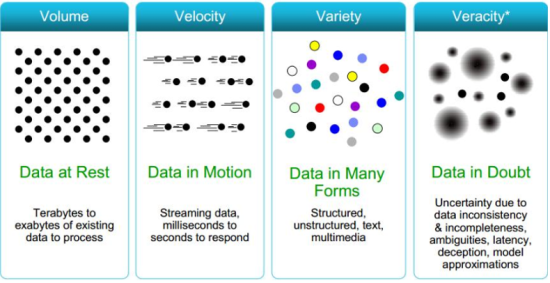 Volume
Data at Rest
Terabytes to
exabytes of existing
data to process
Velocity
Data in Motion
Streaming data,
milliseconds to
seconds to respond
Variety
Data in Many
Forms
Structured,
unstructured, text,
multimedia
Veracity*
Data in Doubt
Uncertainty due to
data inconsistency
& incompleteness,
ambiguities, latency,
deception, model
approximations